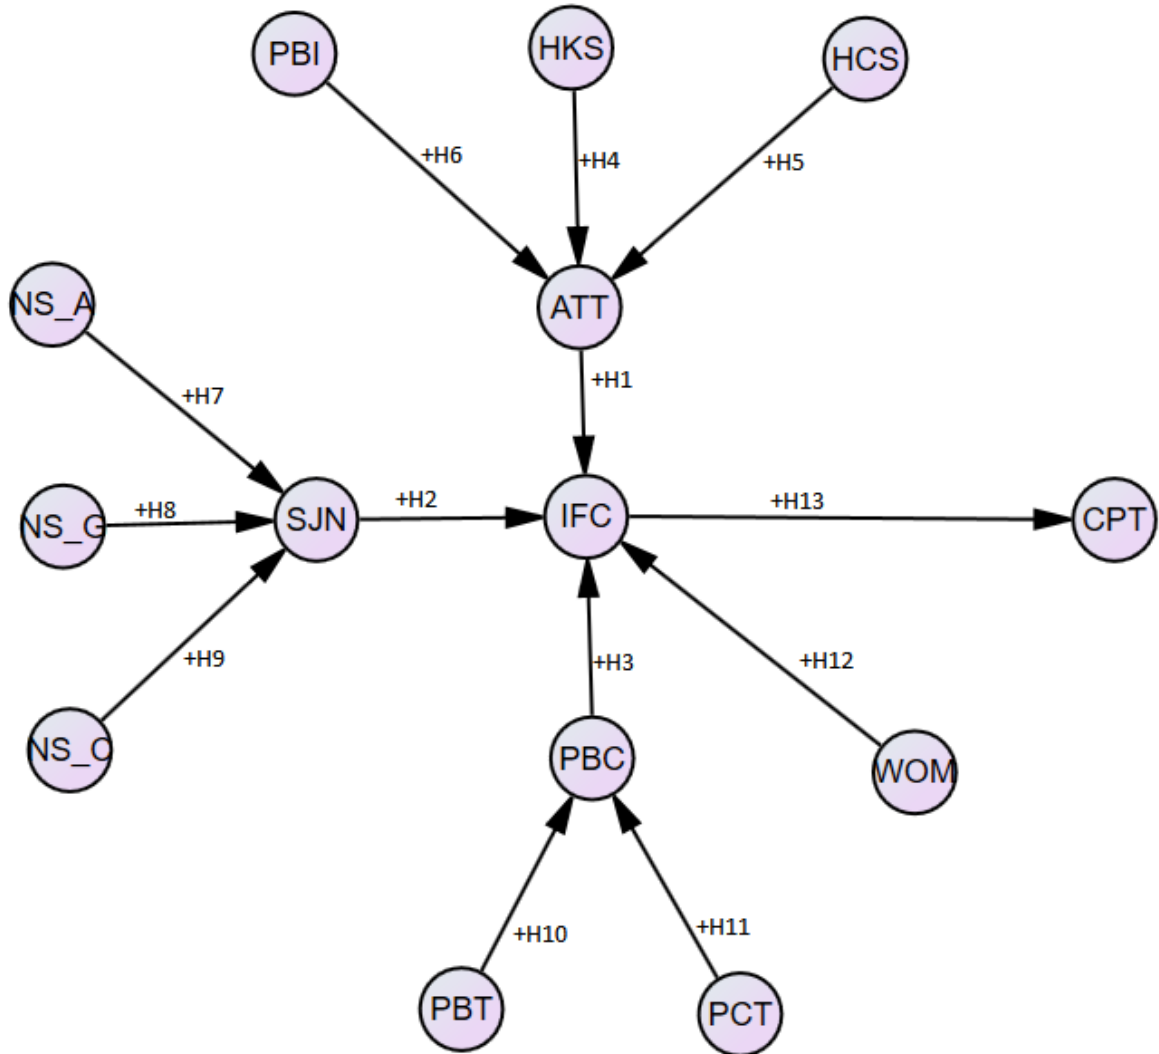 PBI
HKS
HCS
+H6
+H4
+H5
NS_A
ATT
+H7
+H1
NS_G
+H8
SJN
+H2
IFC
+H13
CPT
+H9
+H3
+H12
NS_C
PBC
WOM
+H10
+H11
PBT
PCT